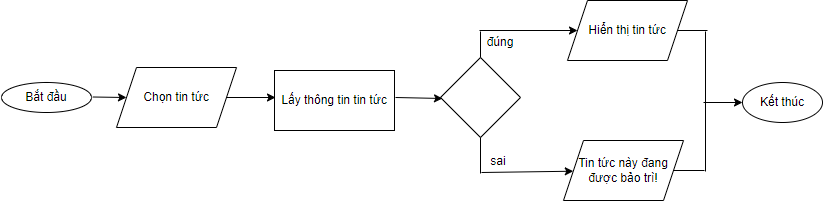 Bắt đầu
Chọn tin tức
Lấy thông tin tin tức
đúng
Hiển thị tin tức
sai
Tin tức này đang
được bảo trì!
Kết thúc